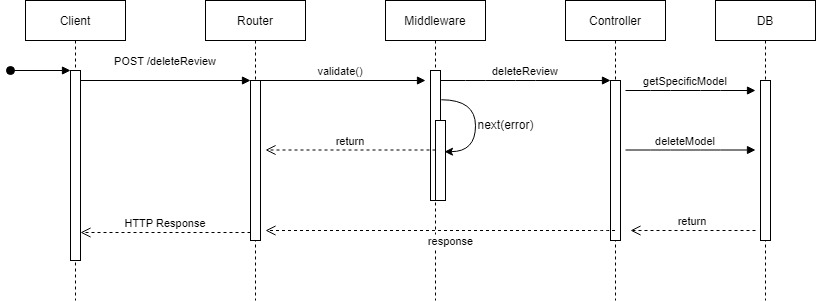 Client
Router
Middleware
Controller
DB
POST /deleteReview
validate()
deleteReview
getSpecificModel
next(error)
return
deleteModel
HTTP Response
response
return